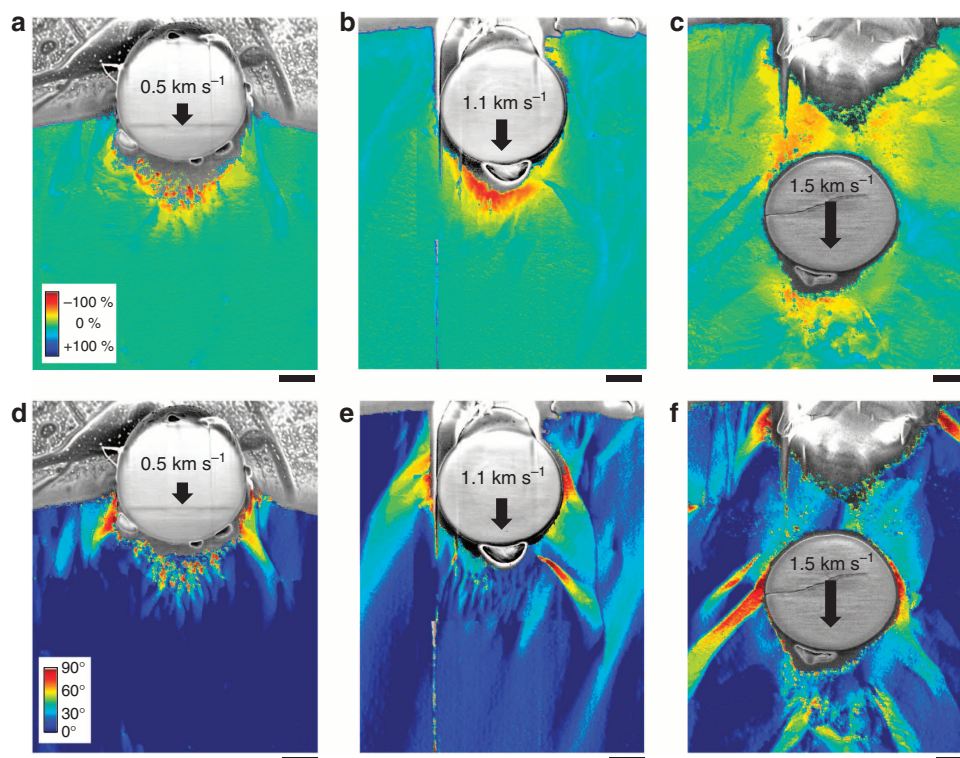 a
b
c
0.5 km s⁻¹
1.1 km s⁻¹
1.5 km s⁻¹
−100 %
0 %
+100 %
d
e
f
0.5 km s⁻¹
1.1 km s⁻¹
1.5 km s⁻¹
90°
60°
30°
0°